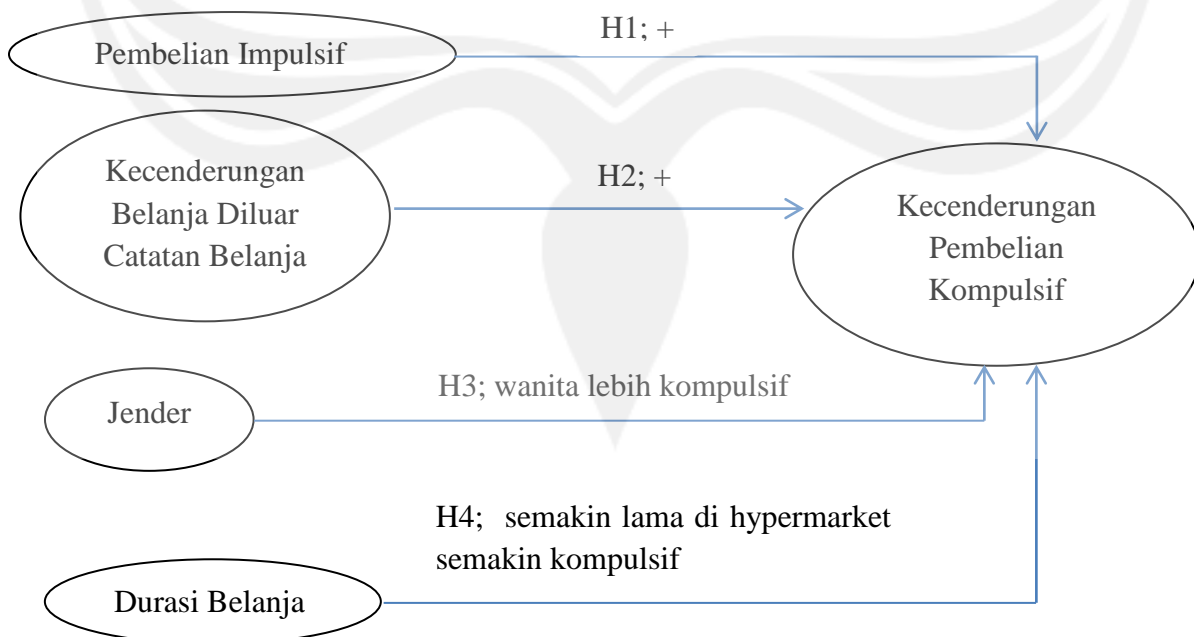 H1; +
Pembelian Impulsif
Kecenderungan
Belanja Diluar
Catatan Belanja
H2; +
Kecenderungan
Pembelian
Kompulsif
H3; wanita lebih kompulsif
Jender
H4; semakin lama di hypermarket
semakin kompulsif
Durasi Belanja